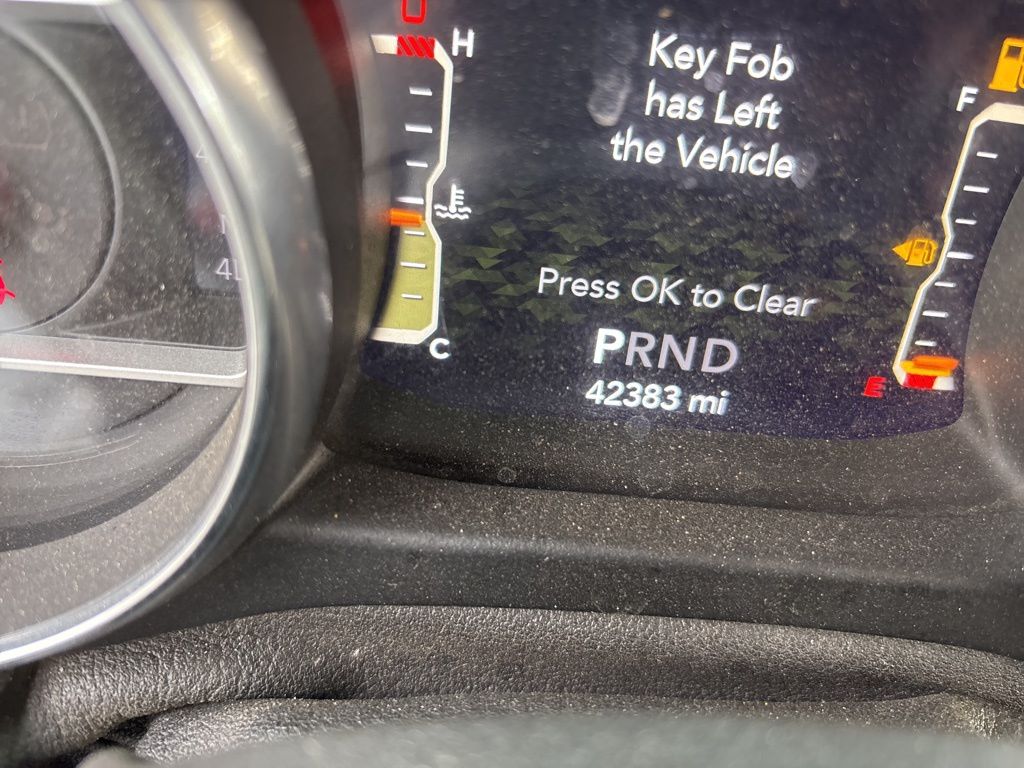 H
Key Fob
has Left
the Vehicle
F
Press OK to Clear
C
PRND
E
42383 mi